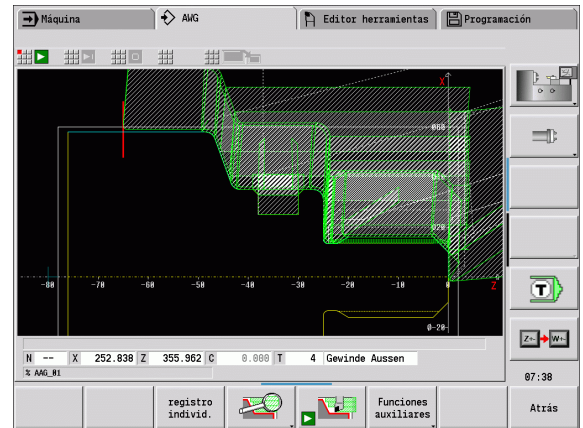 Máquina
AWG
Editor herramientas
Programación
X
Ø60
Ø20
-80
-70
-60
-50
-40
-30
-20
-10
0
Z
Ø-20
T
N -- X 252.838 Z 355.962 C 0.000 T 4 Gewinde Aussen
% AAG_01
Z+- W+-
07:38
registro individ.
Funciones auxiliares
Atrás